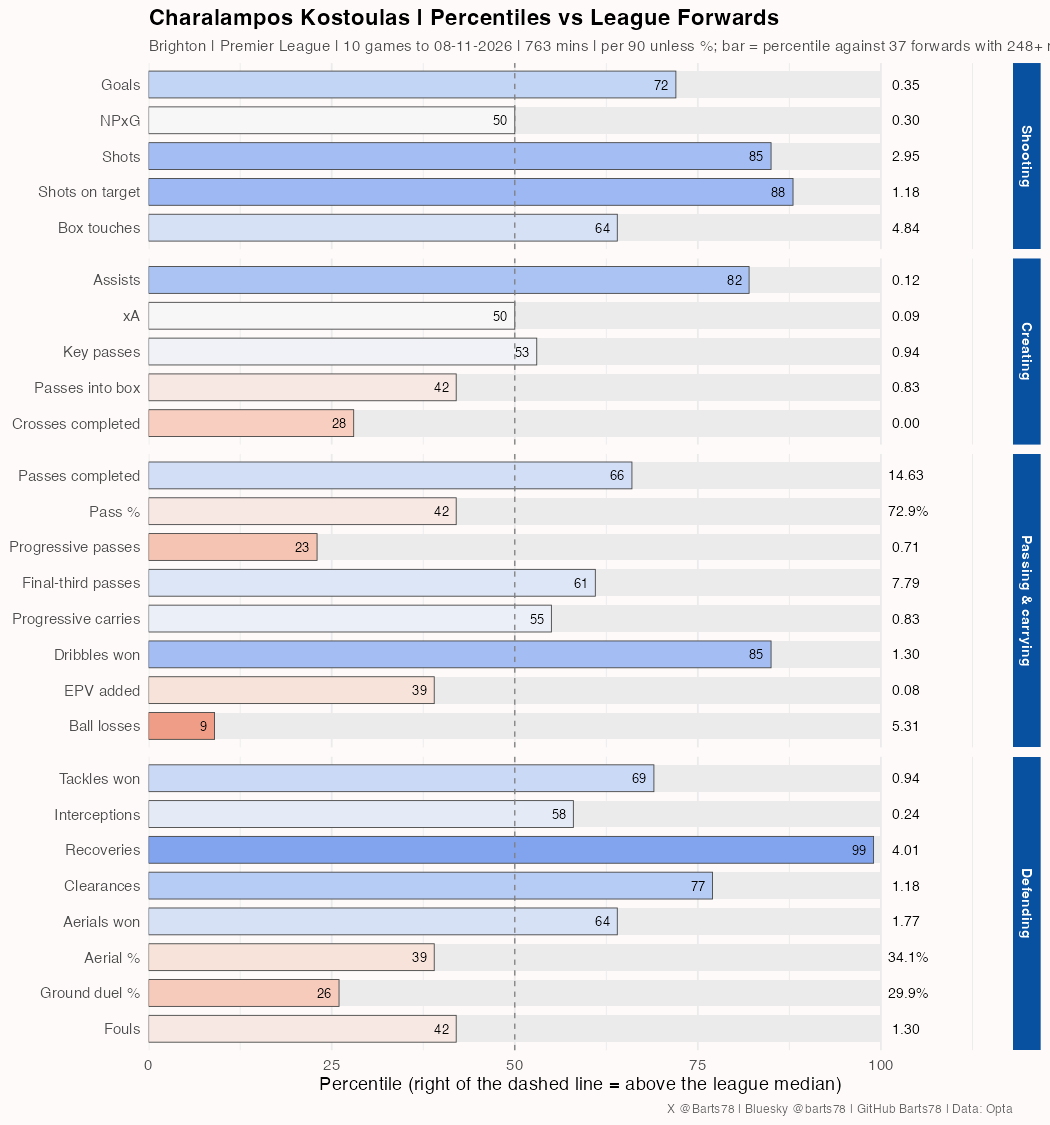 Charalampos Kostoulas | Percentiles vs League Forwards
Brighton | Premier League | 10 games to 08-11-2026 | 763 mins | per 90 unless %; bar = percentile against 37 forwards with 248+
Shooting
Goals 72 0.35
NPxG 50 0.30
Shots 85 2.95
Shots on target 88 1.18
Box touches 64 4.84
Creating
Assists 82 0.12
xA 50 0.09
Key passes 53 0.94
Passes into box 42 0.83
Crosses completed 28 0.00
Passing & carrying
Passes completed 66 14.63
Pass % 42 72.9%
Progressive passes 23 0.71
Final-third passes 61 7.79
Progressive carries 55 0.83
Dribbles won 85 1.30
EPV added 39 0.08
Ball losses 9 5.31
Defending
Tackles won 69 0.94
Interceptions 58 0.24
Recoveries 99 4.01
Clearances 77 1.18
Aerials won 64 1.77
Aerial % 39 34.1%
Ground duel % 26 29.9%
Fouls 42 1.30
0 25 50 75 100
Percentile (right of the dashed line = above the league median)
X @Barts78 | Bluesky @barts78 | GitHub Barts78 | Data: Opta